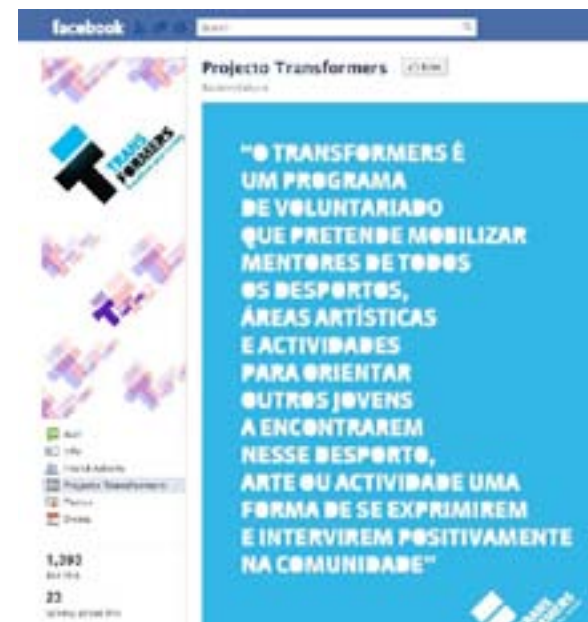 facebook
Projecto Transformers
TRANS
FORMERS
"O TRANSFORMERS É
UM PROGRAMA
DE VOLUNTARIADO
QUE PRETENDE MOBILIZAR
MENTORES DE TODOS
OS DESPORTOS,
ÁREAS ARTÍSTICAS
E ACTIVIDADES
PARA ORIENTAR
OUTROS JOVENS
A ENCONTRAREM
NESSE DESPORTO,
ARTE OU ACTIVIDADE UMA
FORMA DE SE EXPRIMIREM
E INTERVIREM POSITIVAMENTE
NA COMUNIDADE"
Wall
Info
Projecto Transformers
23